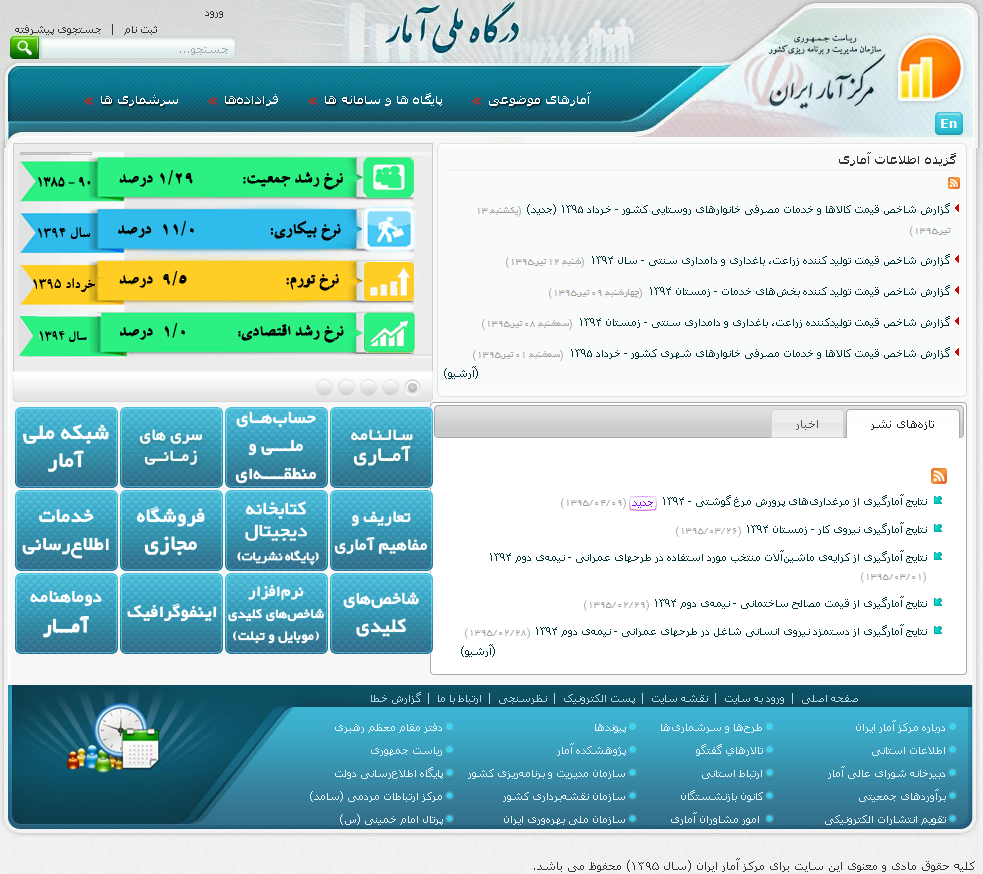 درگاه ملی آمار
ورود
ثبت نام | جستجوی پیشرفته
جستجو...
ریاست جمهوری
سازمان مدیریت و برنامه ریزی کشور
مرکز آمار ایران
En
آمارهای موضوعی » پایگاه ها و سامانه ها » قراداده‌ها » سرشماری ها »
گزیده اطلاعات آماری
گزارش شاخص قیمت کالاها و خدمات مصرفی خانوارهای روستایی کشور - خرداد ۱۳۹۵ (جدید) (یکشنبه ۱۳
تیر۱۳۹۵)
گزارش شاخص قیمت تولید کننده زراعت، باغداری و دامداری سنتی - سال ۱۳۹۴ (شنبه ۱۲ تیر۱۳۹۵)
گزارش شاخص قیمت تولید کننده بخش‌های خدمات - زمستان ۱۳۹۴ (چهارشنبه ۰۹ تیر۱۳۹۵)
گزارش شاخص قیمت تولیدکننده زراعت، باغداری و دامداری سنتی - زمستان ۱۳۹۴ (سه‌شنبه ۰۸ تیر۱۳۹۵)
گزارش شاخص قیمت کالاها و خدمات مصرفی خانوارهای شهری کشور - خرداد ۱۳۹۵ (سه‌شنبه ۰۱ تیر۱۳۹۵)
(آرشیو)
نرخ رشد جمعیت: ۱/۲۹ درصد ۹۰ - ۱۳۸۵
نرخ بیکاری: ۱۱/۰ درصد سال ۱۳۹۴
نرخ تورم: ۹/۵ درصد خرداد ۱۳۹۵
نرخ رشد اقتصادی: ۱/۰ درصد سال ۱۳۹۴
تازه‌های نشر
اخبار
نتایج آمارگیری از مرغداری‌های پرورش مرغ گوشتی - ۱۳۹۴ جدید (۱۳۹۵/۰۴/۰۹)
نتایج آمارگیری نیروی کار - زمستان ۱۳۹۴ (۱۳۹۵/۰۳/۲۶)
نتایج آمارگیری از کرایه‌ی ماشین‌آلات منتخب مورد استفاده در طرحهای عمرانی - نیمه‌ی دوم ۱۳۹۴
(۱۳۹۵/۰۳/۰۱)
نتایج آمارگیری از قیمت مصالح ساختمانی - نیمه‌ی دوم ۱۳۹۴ (۱۳۹۵/۰۲/۲۹)
نتایج آمارگیری از دستمزد نیروی انسانی شاغل در طرحهای عمرانی - نیمه‌ی دوم ۱۳۹۴ (۱۳۹۵/۰۲/۲۸)
(آرشیو)
سالنامه
آماری
حساب‌های
ملی و
منطقه‌ای
سری های
زمانی
شبکه ملی
آمار
تعاریف و
مفاهیم آماری
کتابخانه
دیجیتال
(پایگاه نشریات)
فروشگاه
مجازی
خدمات
اطلاع‌رسانی
شاخص‌های
کلیدی
نرم‌افزار
شاخص‌های کلیدی
(موبایل و تبلت)
اینفوگرافیک
دوماهنامه
آمار
صفحه اصلی | ورود به سایت | نقشه سایت | پست الکترونیک | نظرسنجی | ارتباط با ما | گزارش خطا
درباره مرکز آمار ایران
اطلاعات استانی
دبیرخانه شورای عالی آمار
برآوردهای جمعیتی
تقویم انتشارات الکترونیکی
طرح‌ها و سرشماری‌ها
تالارهای گفتگو
ارتباط استانی
کانون بازنشستگان
امور مشاوران آماری
پیوندها
پژوهشکده آمار
سازمان مدیریت و برنامه‌ریزی کشور
سازمان نقشه‌برداری کشور
سازمان ملی بهره‌وری ایران
دفتر مقام معظم رهبری
ریاست جمهوری
پایگاه اطلاع‌رسانی دولت
مرکز ارتباطات مردمی (سامد)
پرتال امام خمینی (س)
کلیه حقوق مادی و معنوی این سایت برای مرکز آمار ایران (سال ۱۳۹۵) محفوظ می باشد.